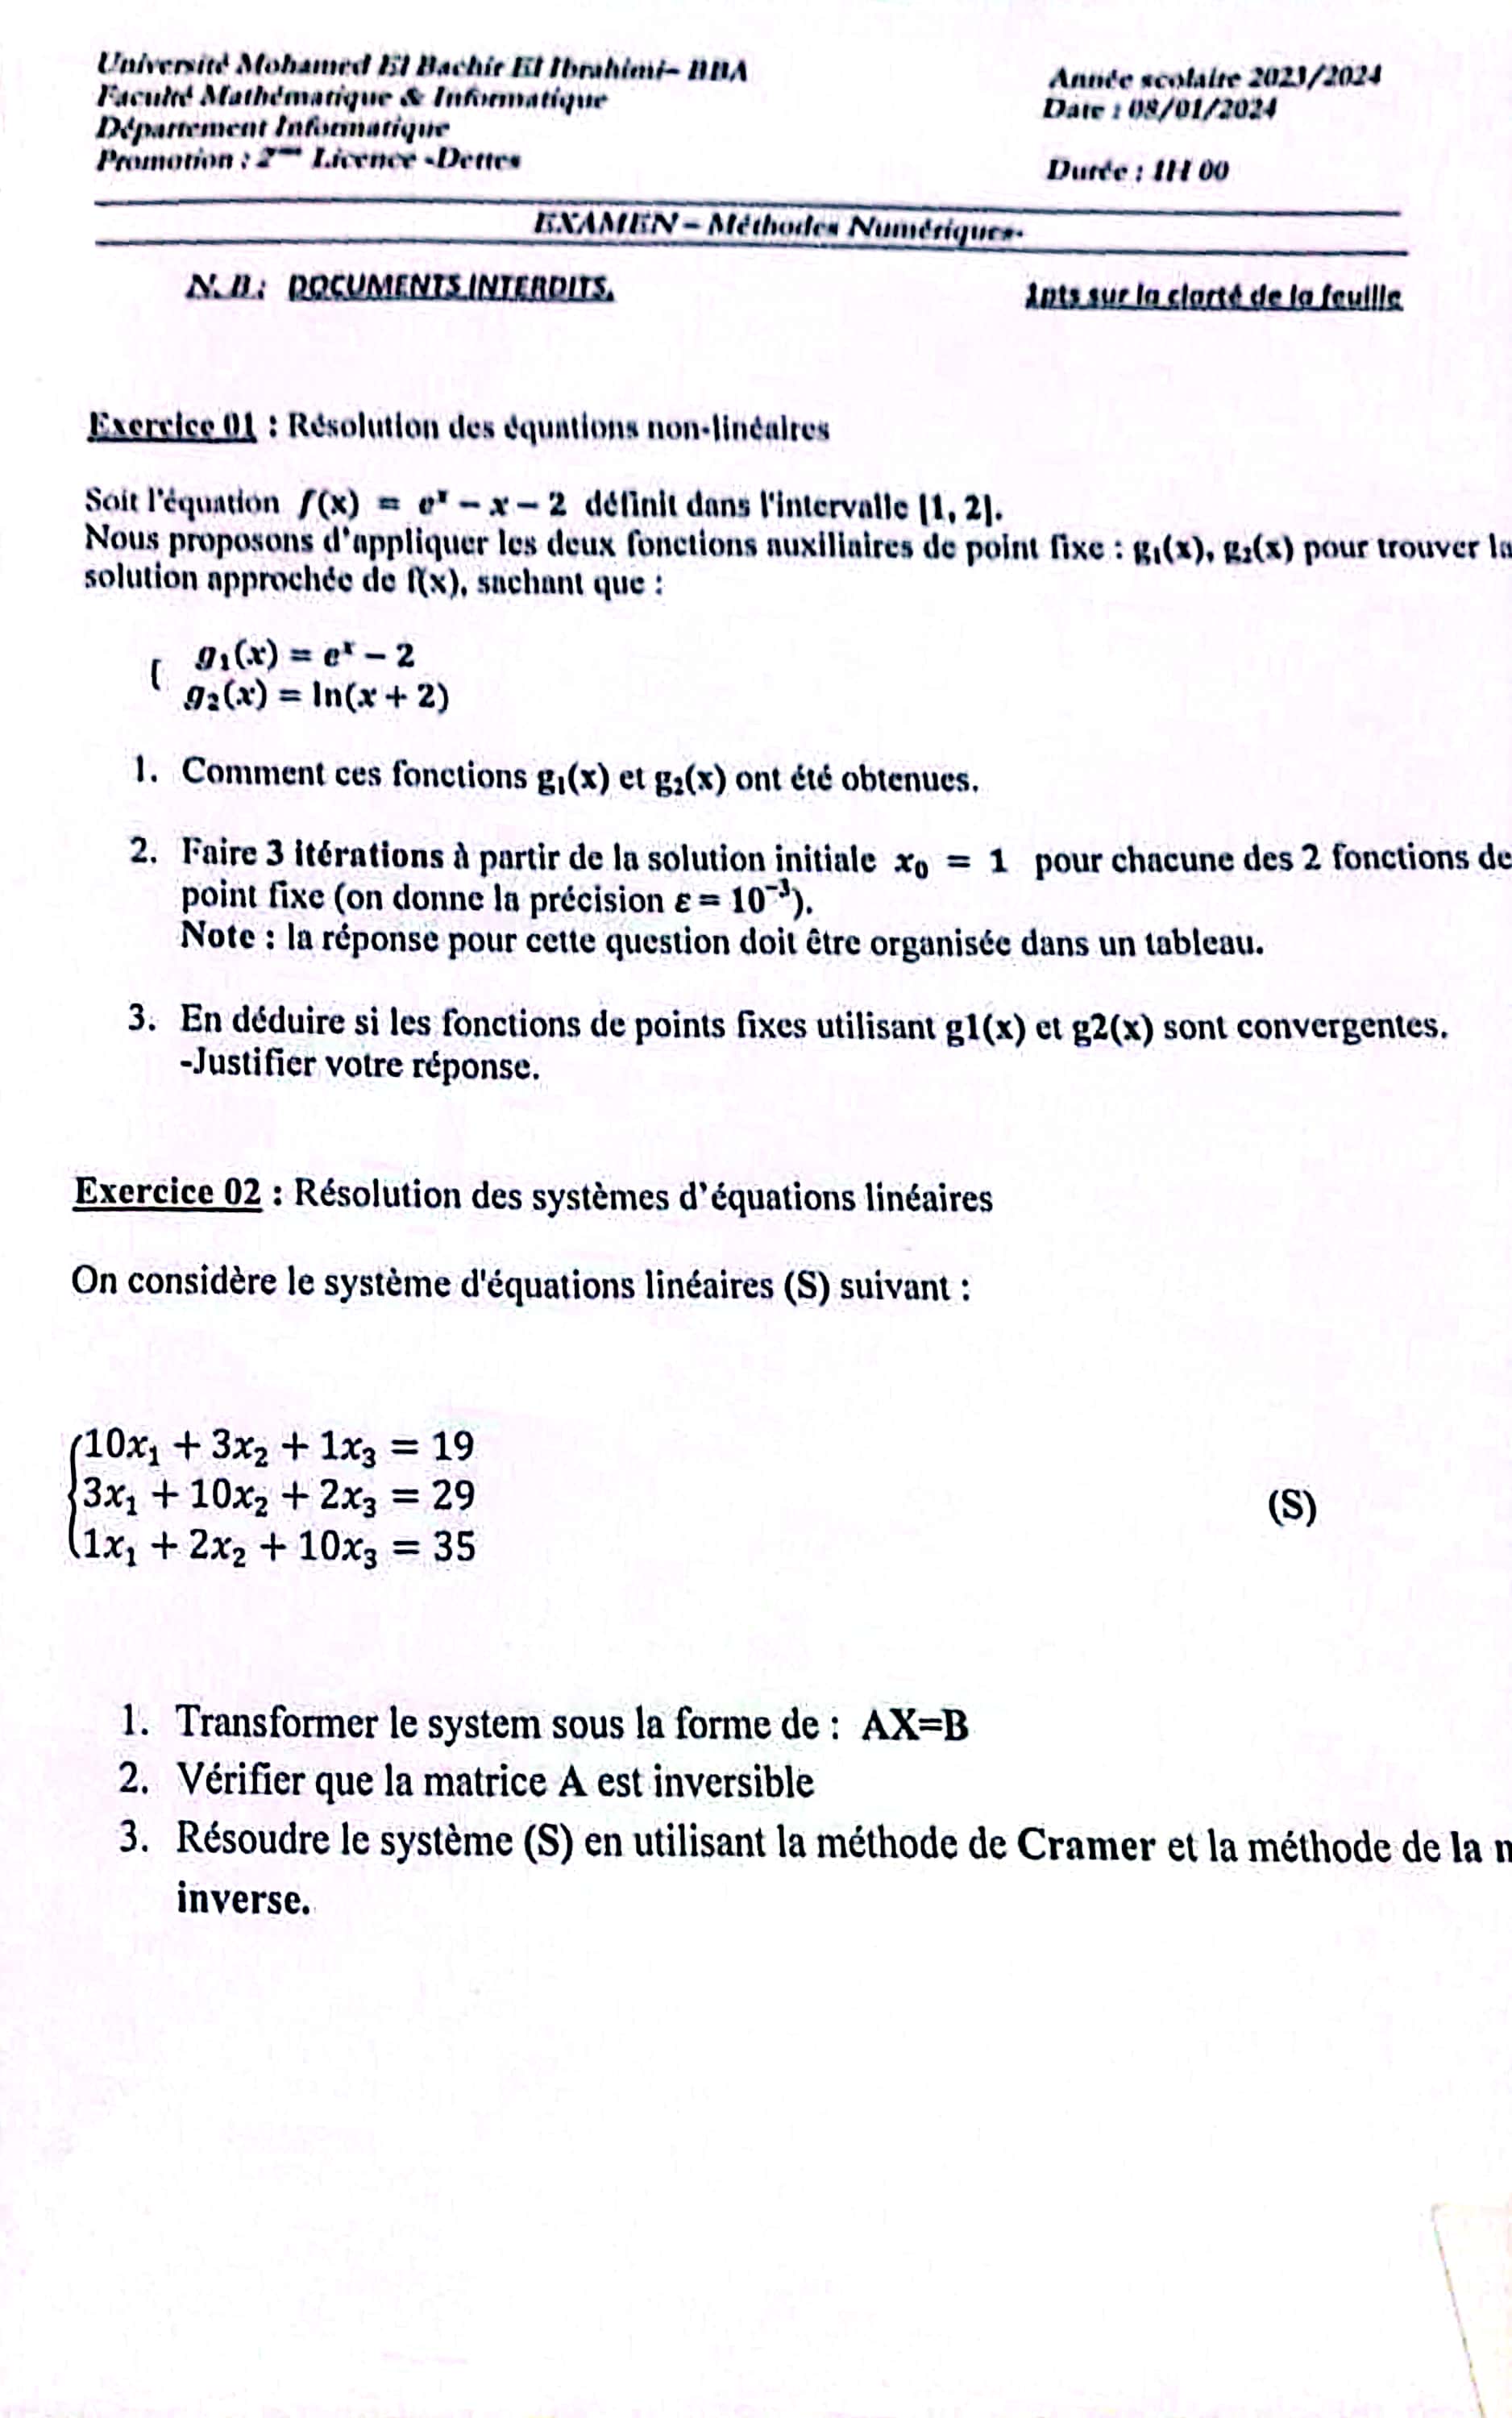 Université Mohamed El Bachir El Ibrahimi– BBA
Faculté Mathématique & Informatique
Département Informatique
Promotion : 2ème Licence -Dettes
Année scolaire 2023/2024
Date : 08/01/2024
Durée : 1H 00
EXAMEN – Méthodes Numériques-
N. B.: DOCUMENTS INTERDITS.
1pts sur la clarté de la feuille
Exercice 01 : Résolution des équations non-linéaires
Soit l'équation f(x) = eˣ − x − 2 définit dans l'intervalle [1, 2].
Nous proposons d'appliquer les deux fonctions auxiliaires de point fixe : g₁(x), g₂(x) pour trouver la
solution approchée de f(x), sachant que :
{ g₁(x) = eˣ − 2
g₂(x) = ln(x + 2)
1. Comment ces fonctions g₁(x) et g₂(x) ont été obtenues.
2. Faire 3 itérations à partir de la solution initiale x₀ = 1 pour chacune des 2 fonctions de
point fixe (on donne la précision ε = 10⁻³).
Note : la réponse pour cette question doit être organisée dans un tableau.
3. En déduire si les fonctions de points fixes utilisant g1(x) et g2(x) sont convergentes.
-Justifier votre réponse.
Exercice 02 : Résolution des systèmes d'équations linéaires
On considère le système d'équations linéaires (S) suivant :
{10x₁ + 3x₂ + 1x₃ = 19
3x₁ + 10x₂ + 2x₃ = 29
1x₁ + 2x₂ + 10x₃ = 35
(S)
1. Transformer le system sous la forme de : AX=B
2. Vérifier que la matrice A est inversible
3. Résoudre le système (S) en utilisant la méthode de Cramer et la méthode de la
inverse.